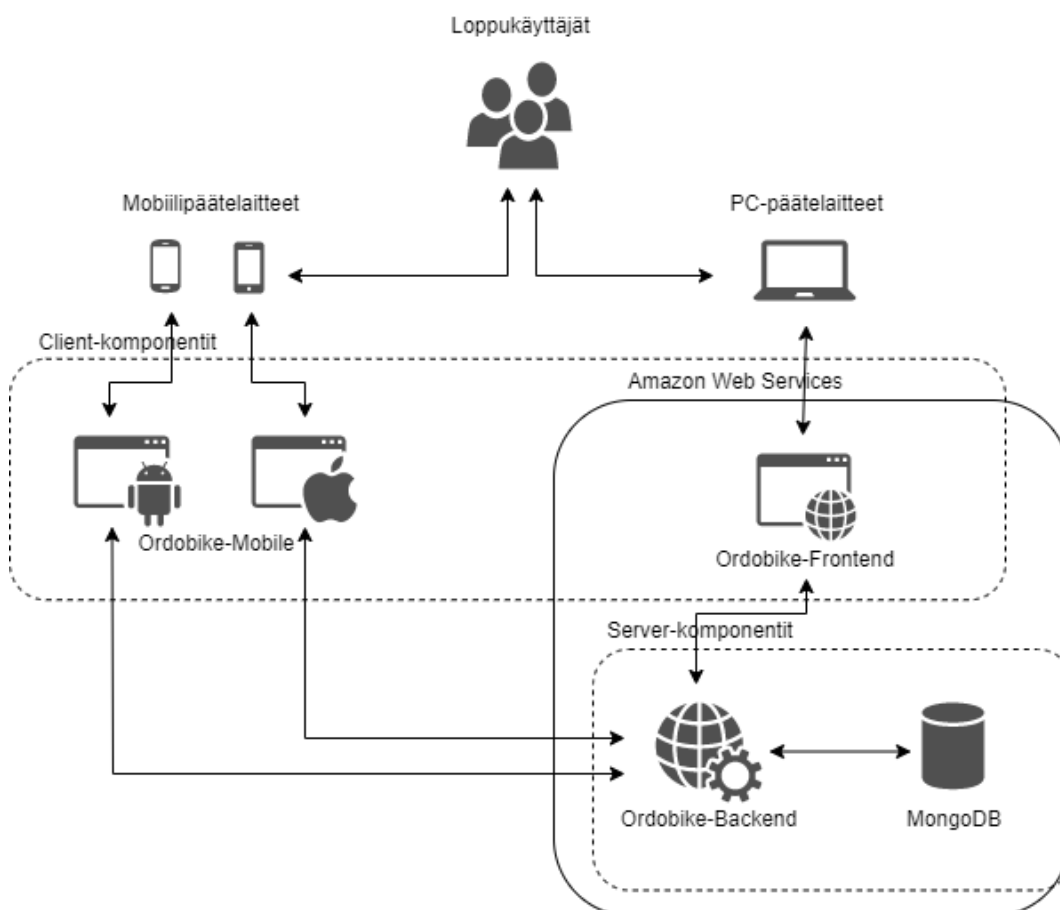 Loppukäyttäjät
Mobiilipäätelaitteet
PC-päätelaitteet
Client-komponentit
Amazon Web Services
Ordobike-Mobile
Ordobike-Frontend
Server-komponentit
Ordobike-Backend
MongoDB